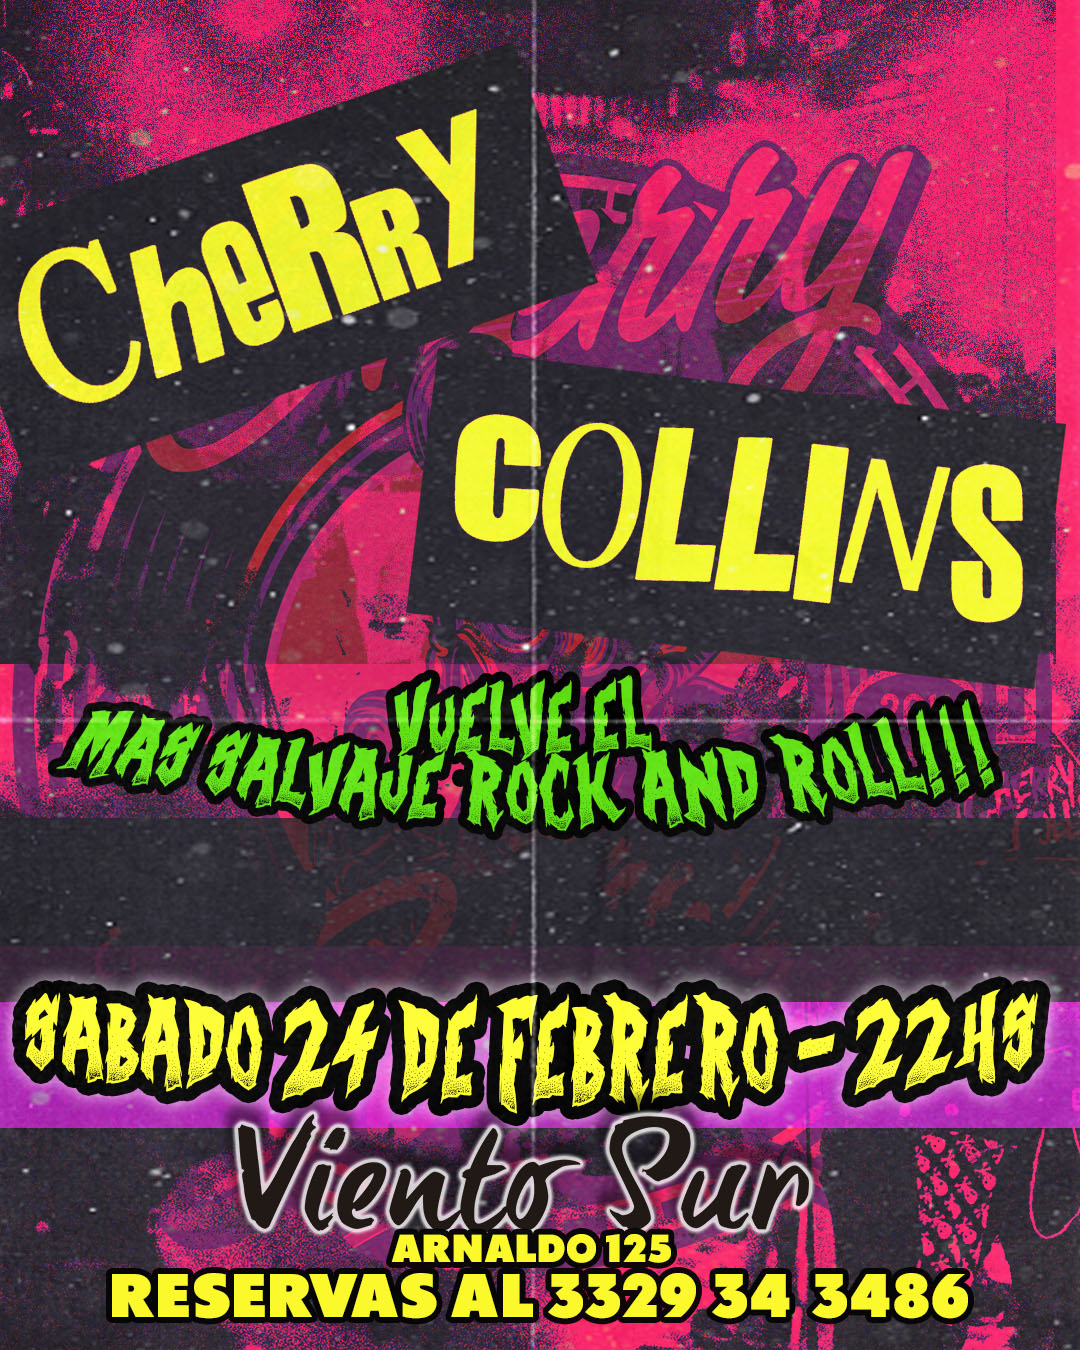 CheRRY
COLLINS
VUELVE EL
MAS SALVAJE ROCK AND ROLL!!!
SABADO 24 DE FEBRERO - 22HS
Viento Sur
ARNALDO 125
RESERVAS AL 3329 34 3486